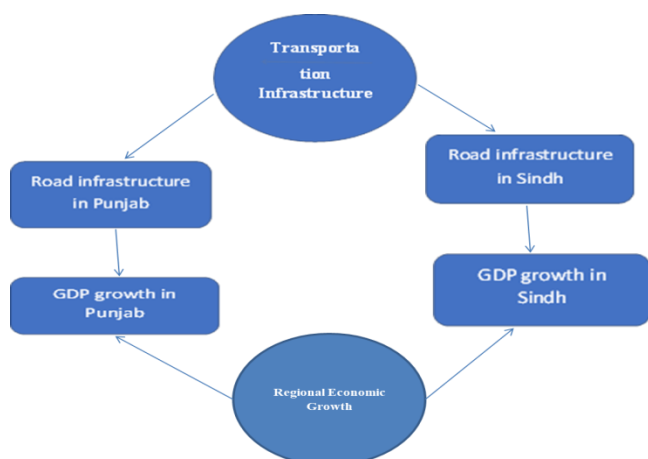 Transporta
tion
Infrastructure
Road infrastructure
in Punjab
Road infrastructure
in Sindh
GDP growth in
Punjab
GDP growth in
Sindh
Regional Economic
Growth